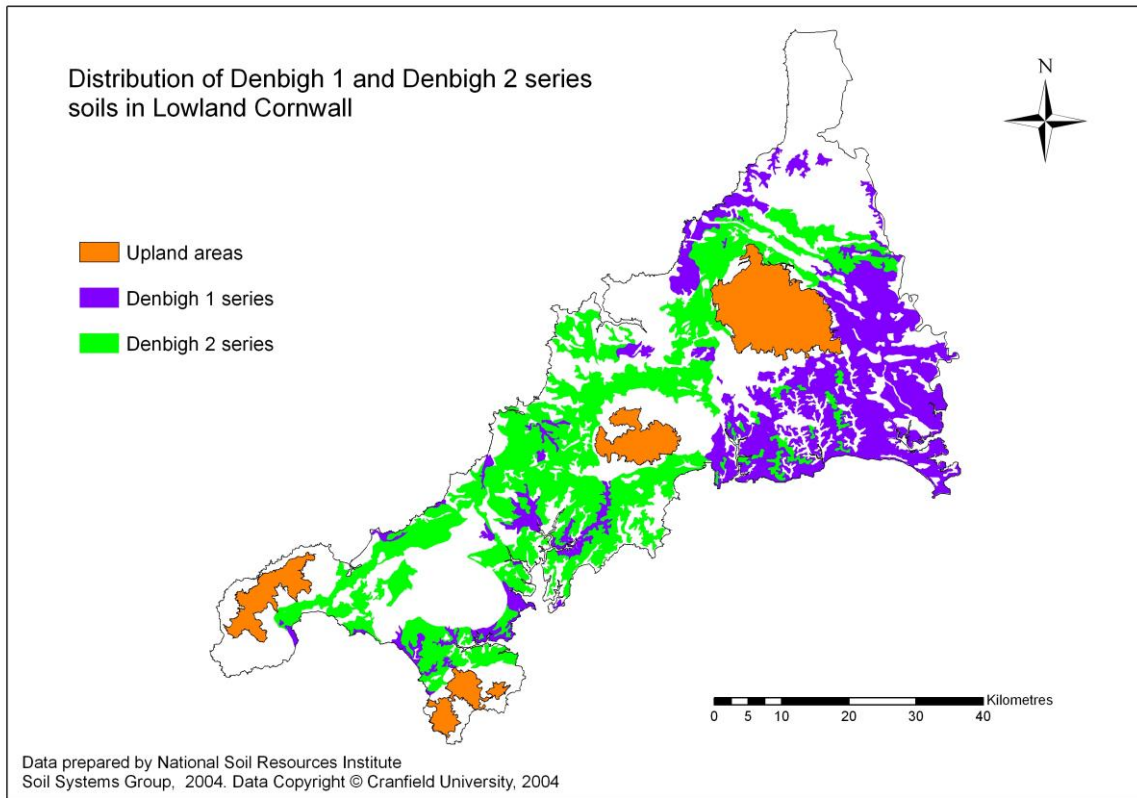 Distribution of Denbigh 1 and Denbigh 2 series
soils in Lowland Cornwall
N
Upland areas
Denbigh 1 series
Denbigh 2 series
Kilometres
0 5 10 20 30 40
Data prepared by National Soil Resources Institute
Soil Systems Group, 2004. Data Copyright © Cranfield University, 2004